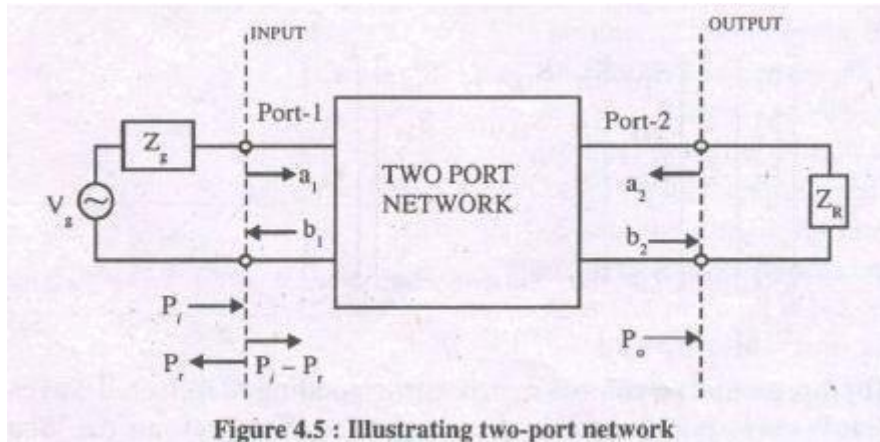 INPUT
OUTPUT
Port-1
Port-2
Z_g
a_1
TWO PORT
NETWORK
a_2
V_g
Z_R
b_1
b_2
P_i
P_o
P_r
P_i – P_r
Figure 4.5 : Illustrating two-port network